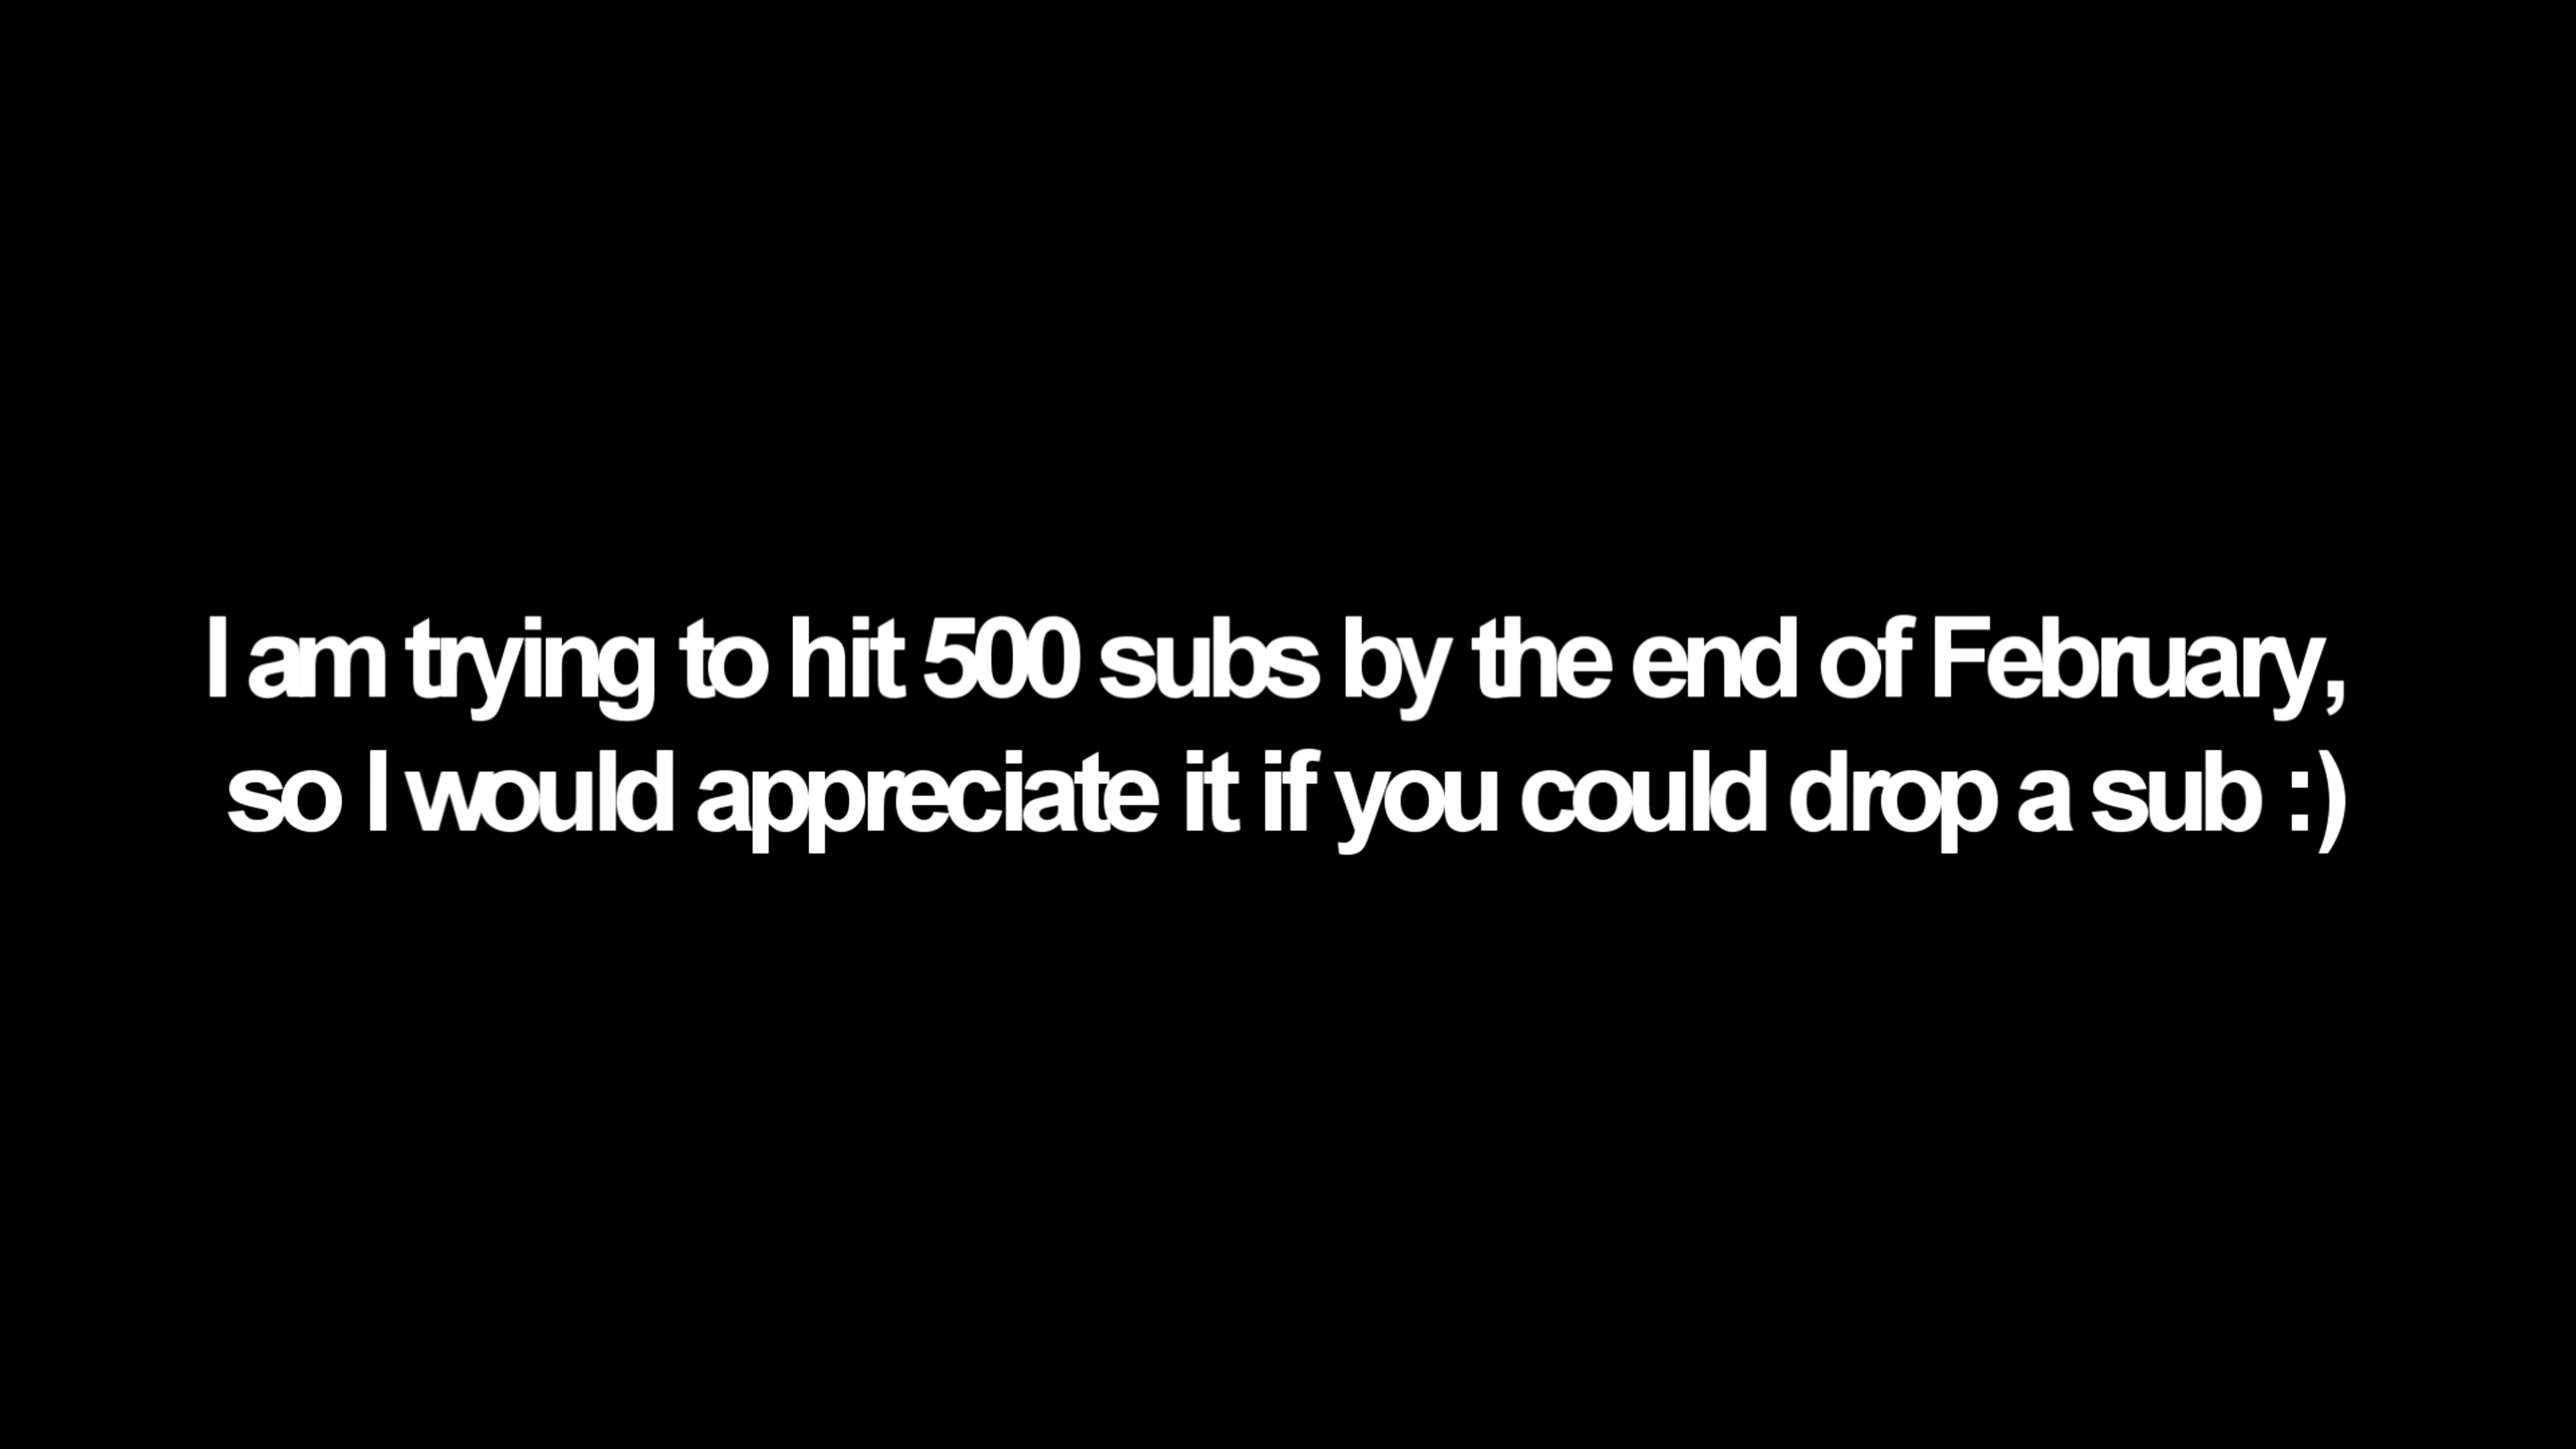 I am trying to hit 500 subs by the end of February,
so I would appreciate it if you could drop a sub :)